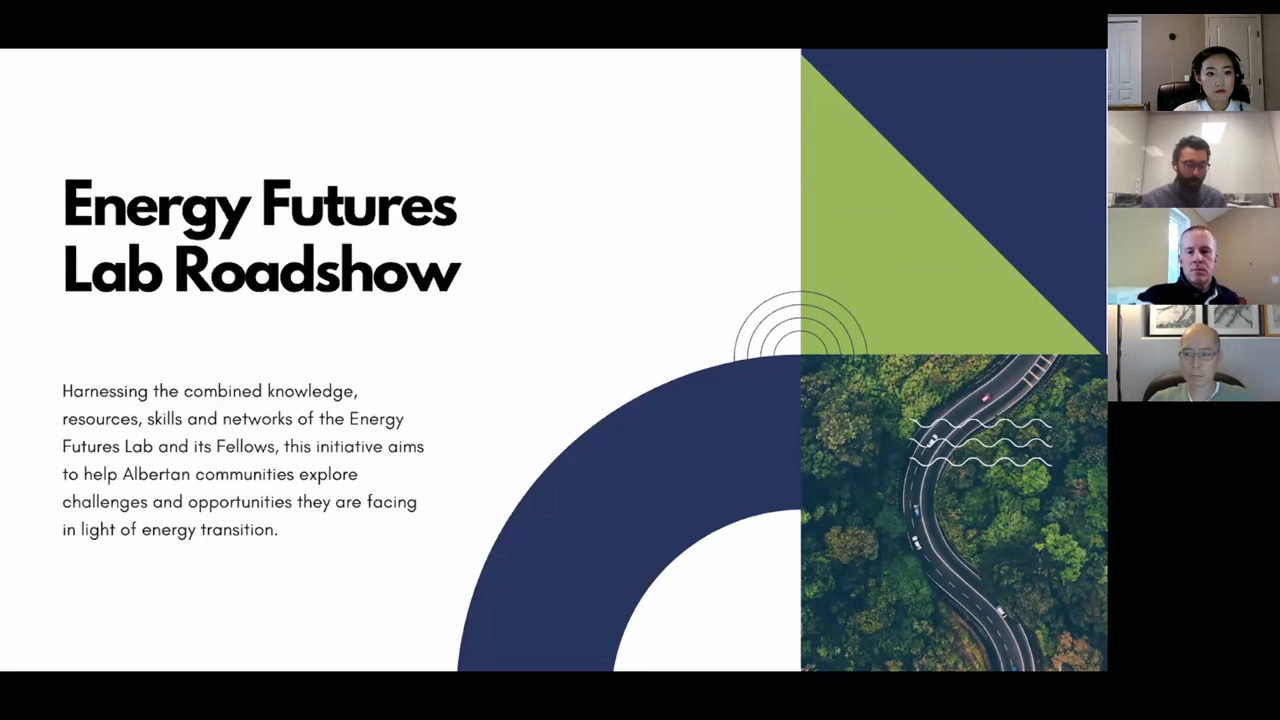 Energy Futures
Lab Roadshow
Harnessing the combined knowledge,
resources, skills and networks of the Energy
Futures Lab and its Fellows, this initiative aims
to help Albertan communities explore
challenges and opportunities they are facing
in light of energy transition.